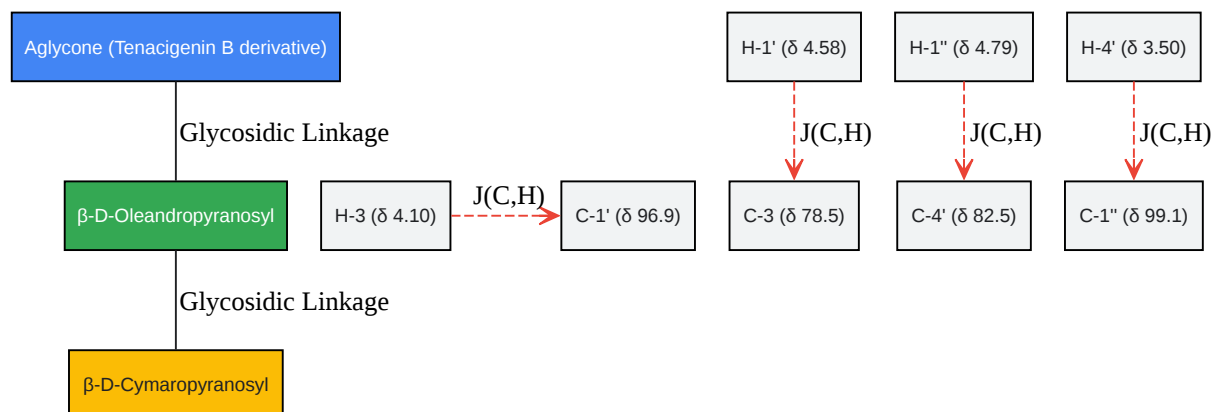 Aglycone (Tenacigenin B derivative)
H-1' (δ 4.58)
H-1'' (δ 4.79)
H-4' (δ 3.50)
Glycosidic Linkage
J(C,H)
J(C,H)
J(C,H)
β-D-Oleandropyranosyl
H-3 (δ 4.10)
J(C,H)
C-1' (δ 96.9)
C-3 (δ 78.5)
C-4' (δ 82.5)
C-1'' (δ 99.1)
Glycosidic Linkage
β-D-Cymaropyranosyl